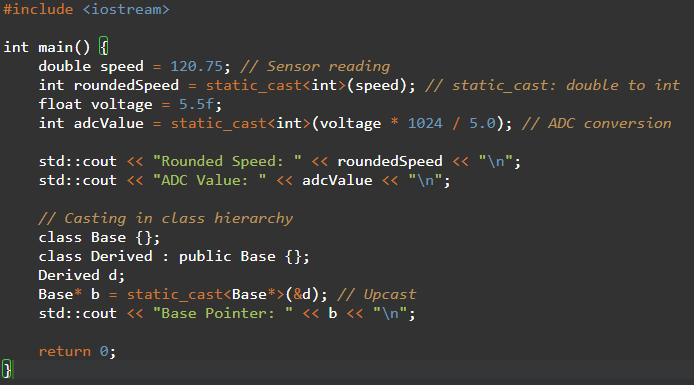 #include <iostream>
int main() {
double speed = 120.75; // Sensor reading
int roundedSpeed = static_cast<int>(speed); // static_cast: double to int
float voltage = 5.5f;
int adcValue = static_cast<int>(voltage * 1024 / 5.0); // ADC conversion
std::cout << "Rounded Speed: " << roundedSpeed << "\n";
std::cout << "ADC Value: " << adcValue << "\n";
// Casting in class hierarchy
class Base {};
class Derived : public Base {};
Derived d;
Base* b = static_cast<Base*>(&d); // Upcast
std::cout << "Base Pointer: " << b << "\n";
return 0;
}